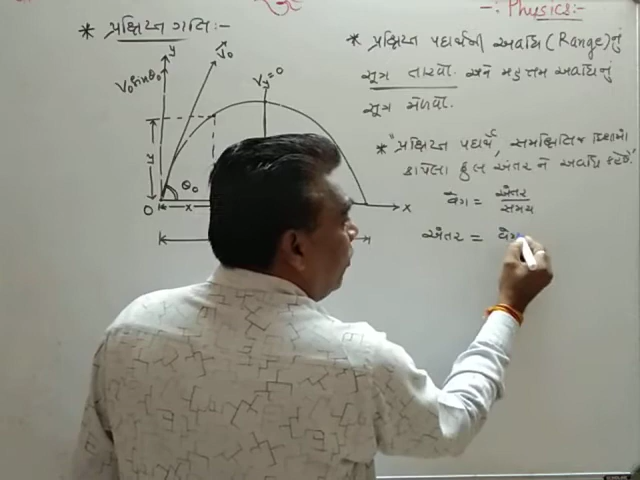 -: Physics:-
* પ્રક્ષિપ્ત ગતિ:-
y
v₀
V₀sinθ₀
Vy=0
y
θ₀
O
x
X
* પ્રક્ષિપ્ત પદાર્થની અવધિ (Range) નું
સૂત્ર તારવો. અને મહત્તમ અવધિનું
સૂત્ર મેળવો.
* "પ્રક્ષિપ્ત પદાર્થે, સમક્ષિતિજ દિશામાં
કાપેલા કુલ અંતર ને અવધિ કહેવે."
વેગ = અંતર / સમય
અંતર = વેગ